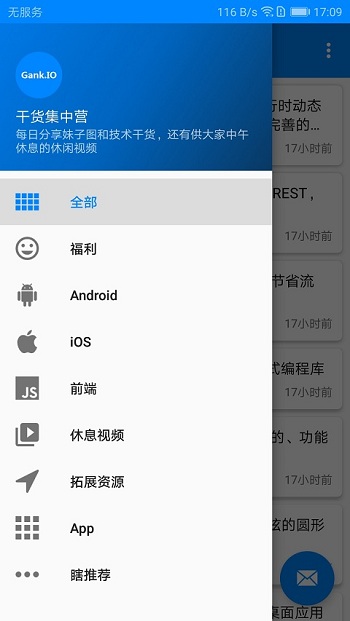 无服务
116 B/s
17:09
Gank.IO
干货集中营
每日分享妹子图和技术干货，还有供大家中午
休息的休闲视频
全部
福利
Android
iOS
JS
前端
休息视频
拓展资源
App
瞎推荐
行时动态
完善的...
17小时前
REST，
17小时前
节省流
17小时前
式编程库
17小时前
的、功能
17小时前
的圆形
桌面应用